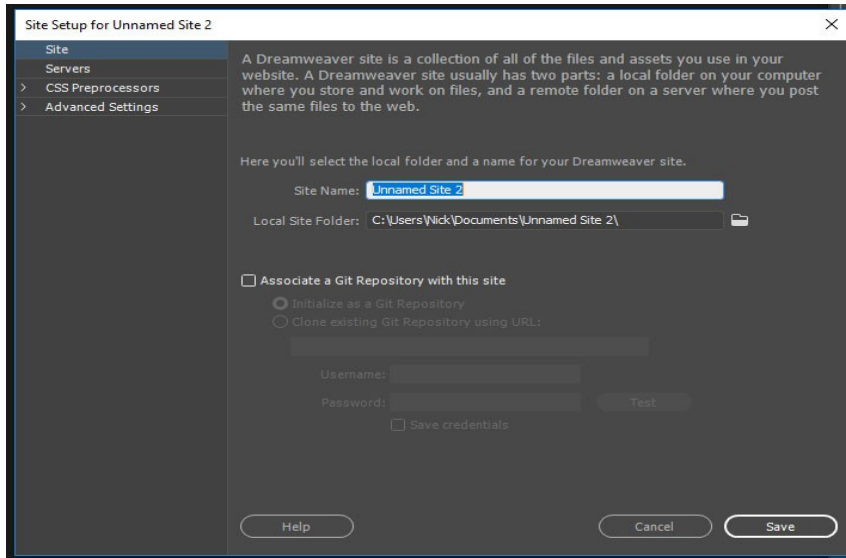 Site Setup for Unnamed Site 2
Site
Servers
CSS Preprocessors
Advanced Settings
A Dreamweaver site is a collection of all of the files and assets you use in your
website. A Dreamweaver site usually has two parts: a local folder on your computer
where you store and work on files, and a remote folder on a server where you post
the same files to the web.
Here you'll select the local folder and a name for your Dreamweaver site.
Site Name: Unnamed Site 2
Local Site Folder: C:\Users\Nick\Documents\Unnamed Site 2\
Associate a Git Repository with this site
Initialize as a Git Repository
Clone existing Git Repository using URL:
Username:
Password:
Test
Save credentials
Help
Cancel
Save